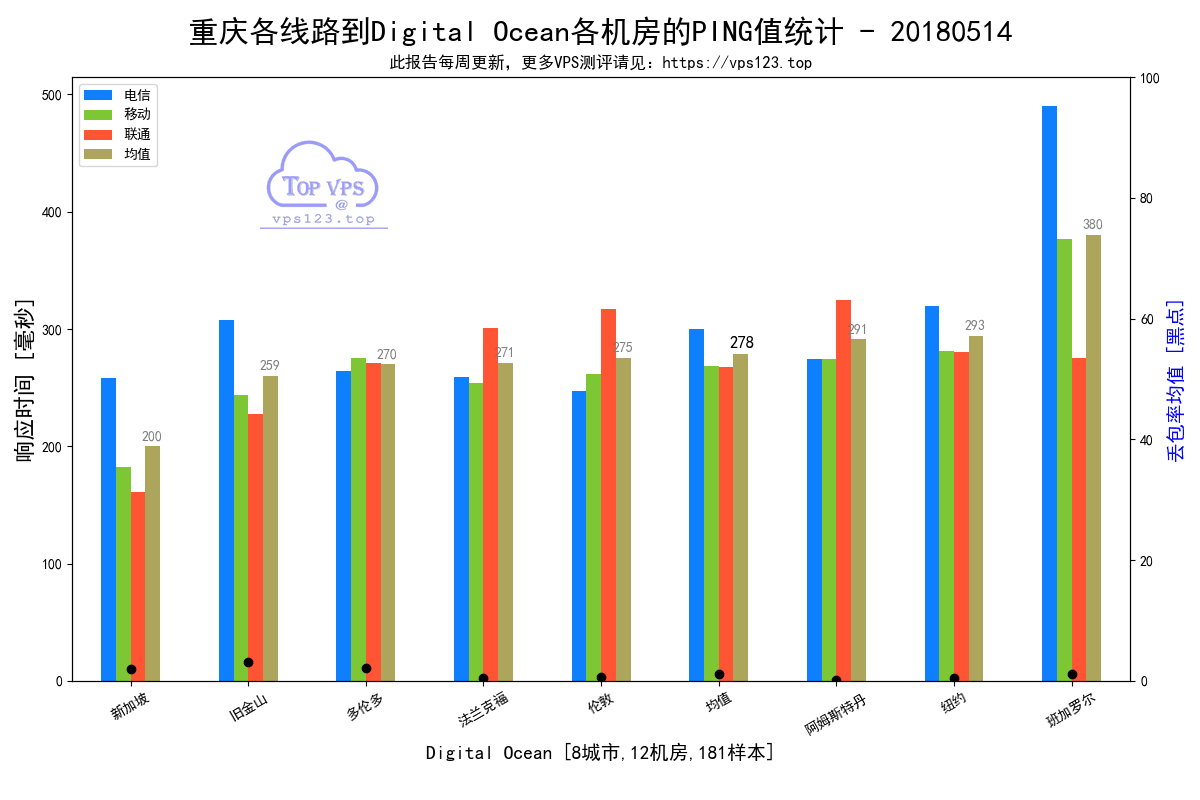 重庆各线路到Digital Ocean各机房的PING值统计 - 20180514
此报告每周更新，更多VPS测评请见：https://vps123.top
电信
移动
联通
均值
TOP VPS
@
vps123.top
响应时间 [毫秒]
500
400
300
200
100
0
200
259
270
271
275
278
291
293
380
100
80
60
40
20
0
丢包率均值 [黑点]
新加坡
旧金山
多伦多
法兰克福
伦敦
均值
阿姆斯特丹
纽约
班加罗尔
Digital Ocean [8城市,12机房,181样本]